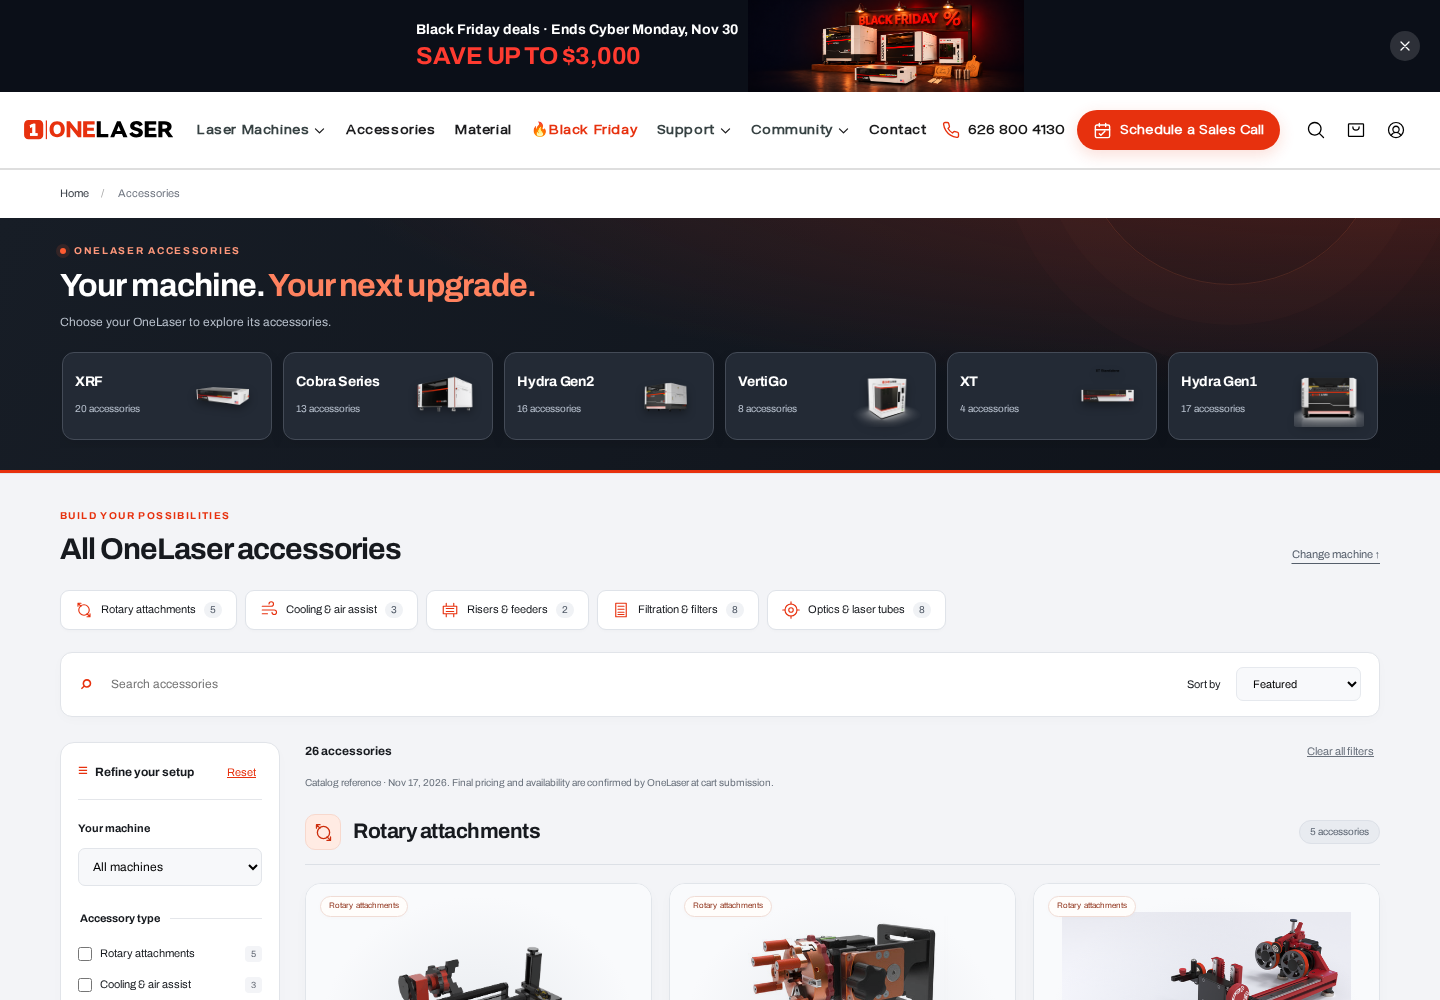 Black Friday deals · Ends Cyber Monday, Nov 30
SAVE UP TO $3,000
BLACK FRIDAY %
1 ONELASER
Laser Machines
Accessories
Material
🔥Black Friday
Support
Community
Contact
626 800 4130
Schedule a Sales Call
Home / Accessories
ONELASER ACCESSORIES
Your machine. Your next upgrade.
Choose your OneLaser to explore its accessories.
XRF
20 accessories
Cobra Series
13 accessories
Hydra Gen2
16 accessories
VertiGo
8 accessories
XT
4 accessories
Hydra Gen1
17 accessories
BUILD YOUR POSSIBILITIES
All OneLaser accessories
Change machine ↑
Rotary attachments 5
Cooling & air assist 3
Risers & feeders 2
Filtration & filters 8
Optics & laser tubes 8
Search accessories
Sort by
Featured
Refine your setup
Reset
Your machine
All machines
Accessory type
Rotary attachments 5
Cooling & air assist 3
26 accessories
Clear all filters
Catalog reference · Nov 17, 2026. Final pricing and availability are confirmed by OneLaser at cart submission.
Rotary attachments
5 accessories
Rotary attachments
Rotary attachments
Rotary attachments